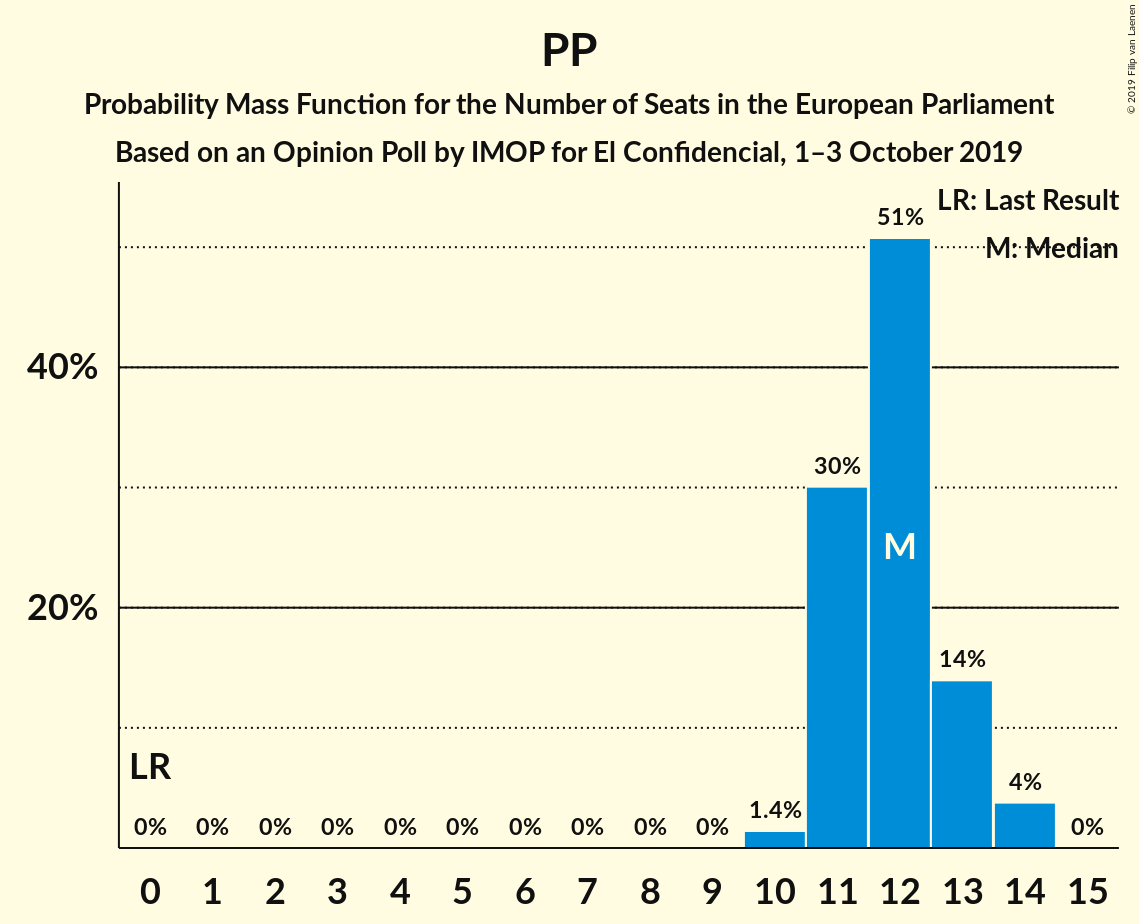 PP
Probability Mass Function for the Number of Seats in the European Parliament
Based on an Opinion Poll by IMOP for El Confidencial, 1–3 October 2019
© 2019 Filip van Laenen
LR: Last Result
M: Median
51%
40%
30%
M
20%
14%
LR
4%
1.4%
0% 0% 0% 0% 0% 0% 0% 0% 0% 0% 0%
0 1 2 3 4 5 6 7 8 9 10 11 12 13 14 15